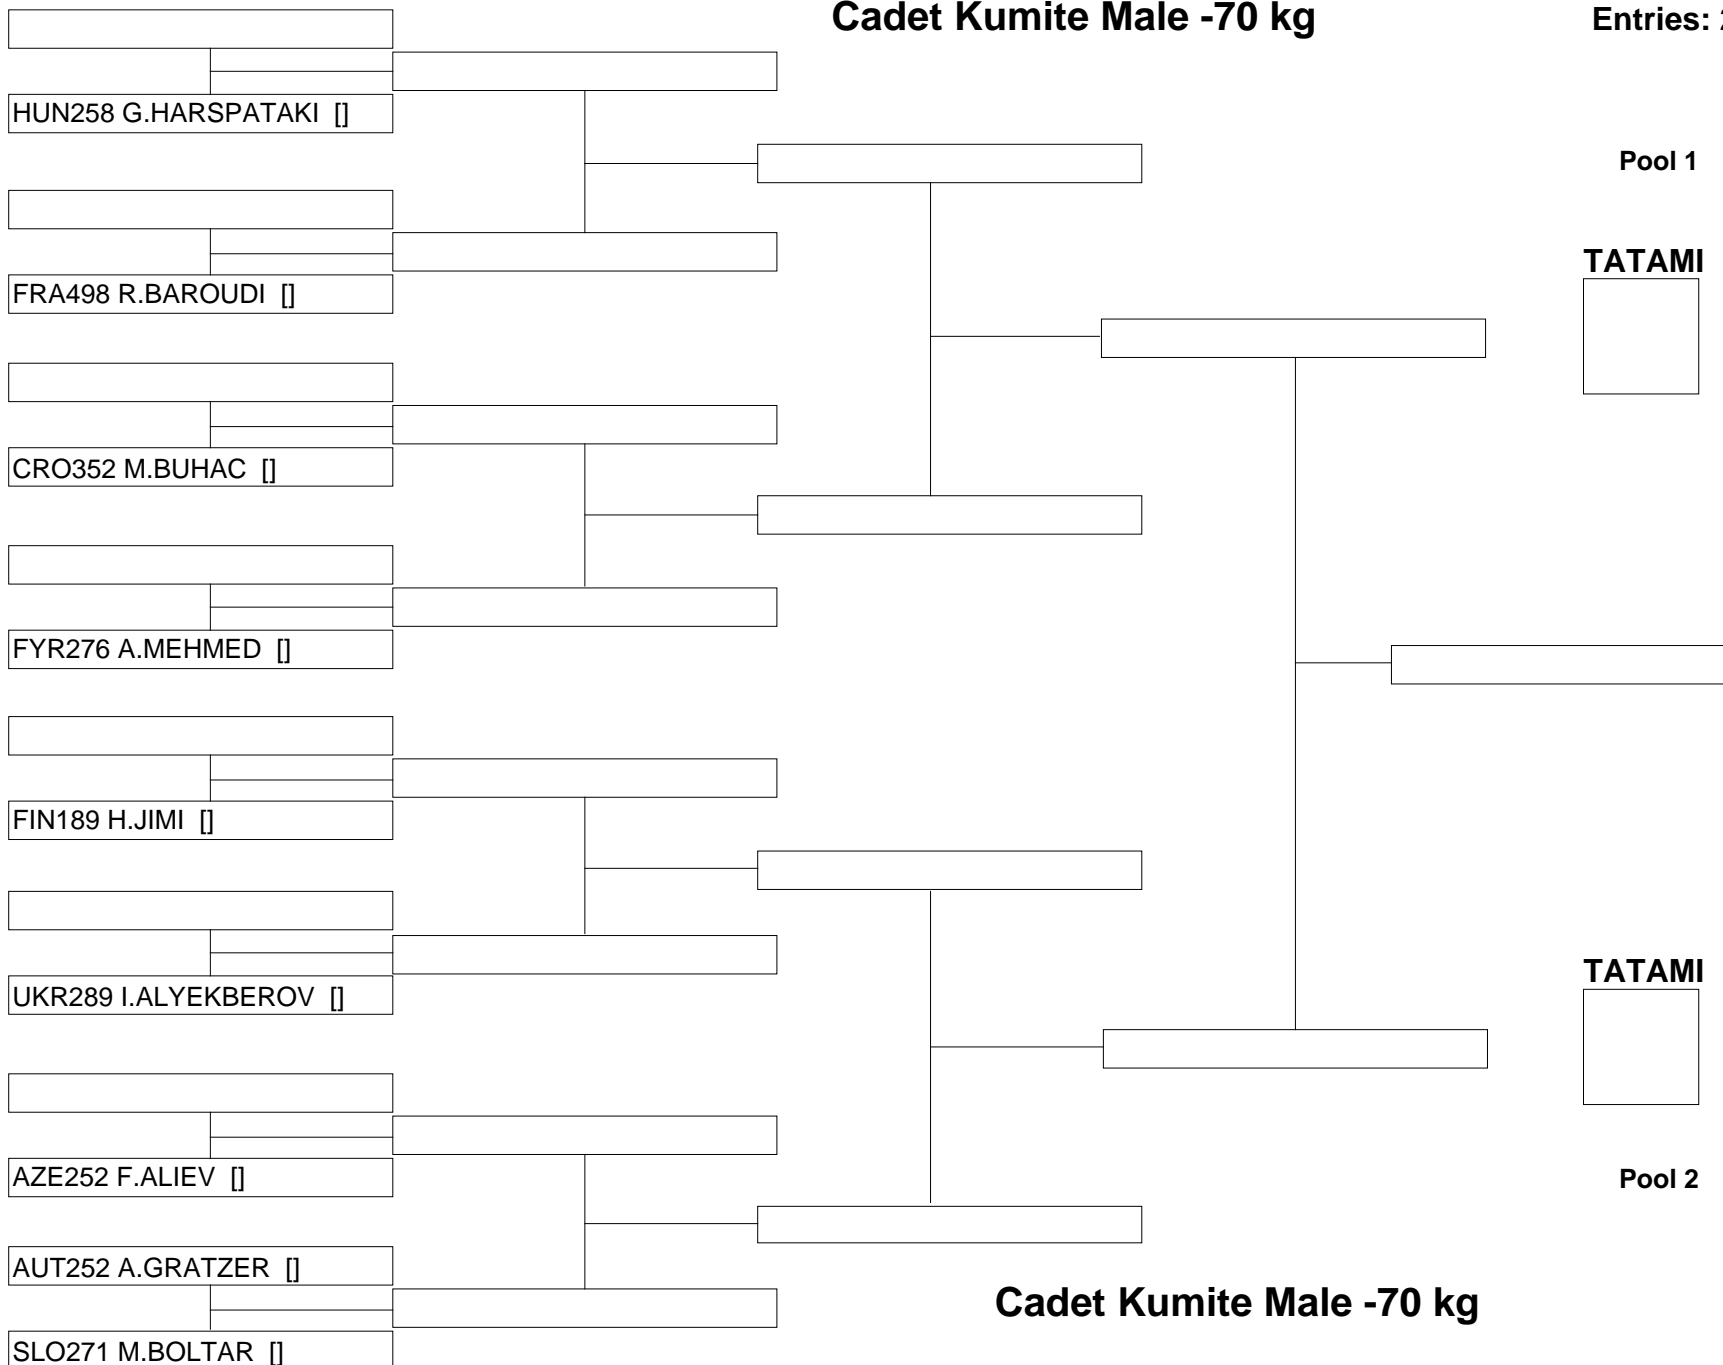 Cadet Kumite Male -70 kg
Entries:
HUN258 G.HARSPATAKI []
Pool 1
FRA498 R.BAROUDI []
TATAMI
CRO352 M.BUHAC []
FYR276 A.MEHMED []
FIN189 H.JIMI []
UKR289 I.ALYEKBEROV []
TATAMI
AZE252 F.ALIEV []
Pool 2
AUT252 A.GRATZER []
Cadet Kumite Male -70 kg
SLO271 M.BOLTAR []